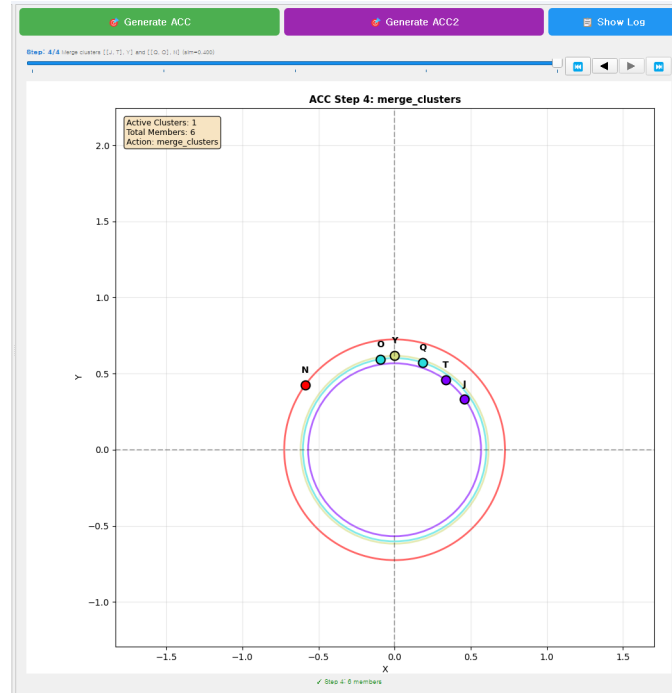 Generate ACC
Generate ACC2
Show Log
Step: 4/4 Merge clusters [[J, T], Y] and [[Q, O], N] (sim=0.400)
ACC Step 4: merge_clusters
Active Clusters: 1
Total Members: 6
Action: merge_clusters
2.0
1.5
1.0
0.5
0.0
−0.5
−1.0
Y
N
O
Y
Q
T
J
−1.5
−1.0
−0.5
0.0
0.5
1.0
1.5
X
✓ Step 4: 6 members